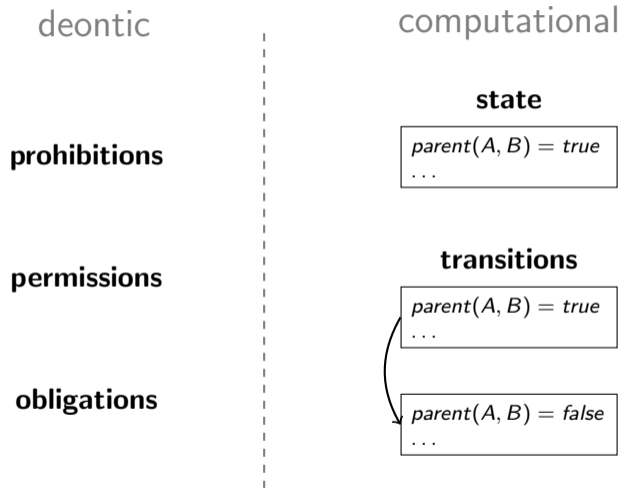 deontic
computational
prohibitions
permissions
obligations
state
parent(A, B) = true
...
transitions
parent(A, B) = true
...
parent(A, B) = false
...